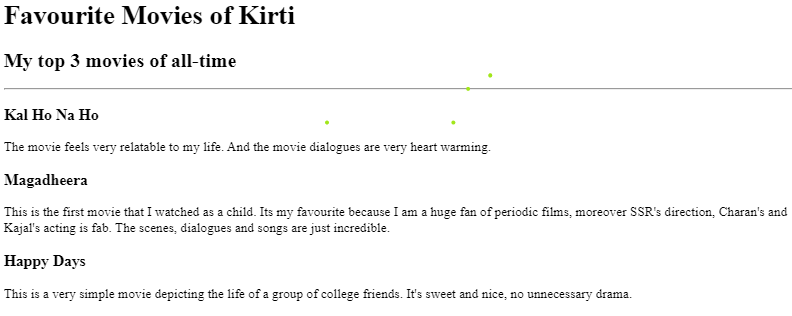 Favourite Movies of Kirti
My top 3 movies of all-time
Kal Ho Na Ho
The movie feels very relatable to my life. And the movie dialogues are very heart warming.
Magadheera
This is the first movie that I watched as a child. Its my favourite because I am a huge fan of periodic films, moreover SSR's direction, Charan's and
Kajal's acting is fab. The scenes, dialogues and songs are just incredible.
Happy Days
This is a very simple movie depicting the life of a group of college friends. It's sweet and nice, no unnecessary drama.